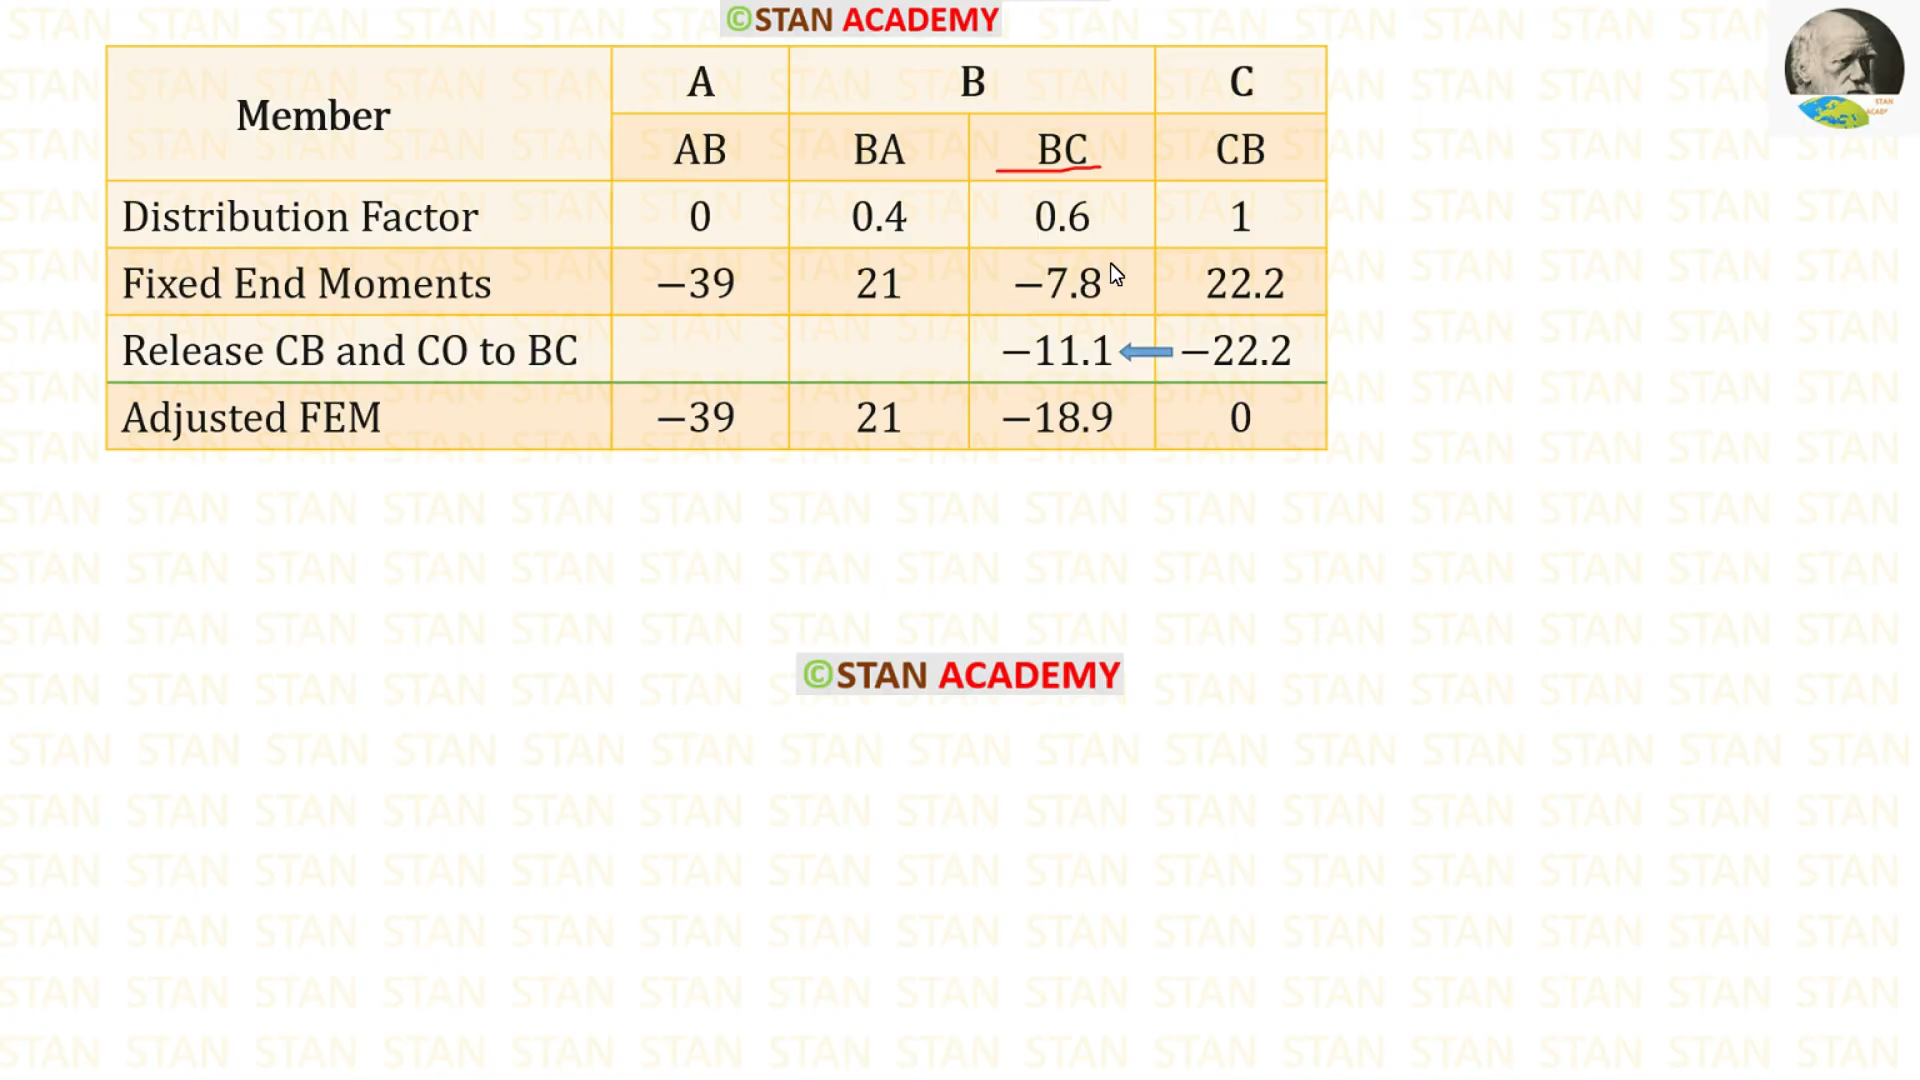 ©STAN ACADEMY
Member A B C
AB BA BC CB
Distribution Factor 0 0.4 0.6 1
Fixed End Moments −39 21 −7.8 22.2
Release CB and CO to BC −11.1 −22.2
Adjusted FEM −39 21 −18.9 0
©STAN ACADEMY